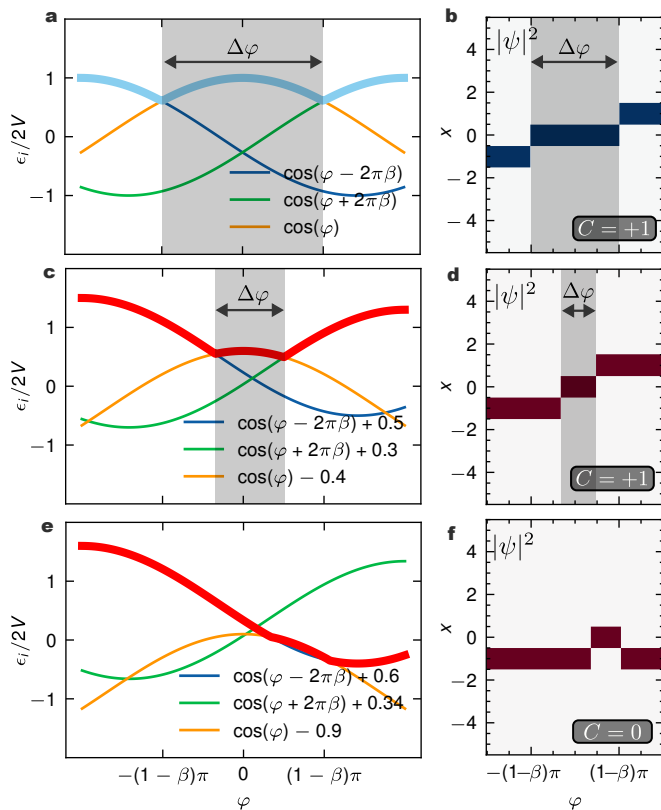 a
Δφ
1
0
−1
ϵᵢ/2V
cos(φ − 2πβ)
cos(φ + 2πβ)
cos(φ)
b
|ψ|²
Δφ
4
2
0
−2
−4
x
C = +1
c
Δφ
1
0
−1
ϵᵢ/2V
cos(φ − 2πβ) + 0.5
cos(φ + 2πβ) + 0.3
cos(φ) − 0.4
d
|ψ|²
Δφ
4
2
0
−2
−4
x
C = +1
e
1
0
−1
ϵᵢ/2V
cos(φ − 2πβ) + 0.6
cos(φ + 2πβ) + 0.34
cos(φ) − 0.9
−(1 − β)π 0 (1 − β)π
φ
f
|ψ|²
4
2
0
−2
−4
x
C = 0
−(1−β)π (1−β)π
φ